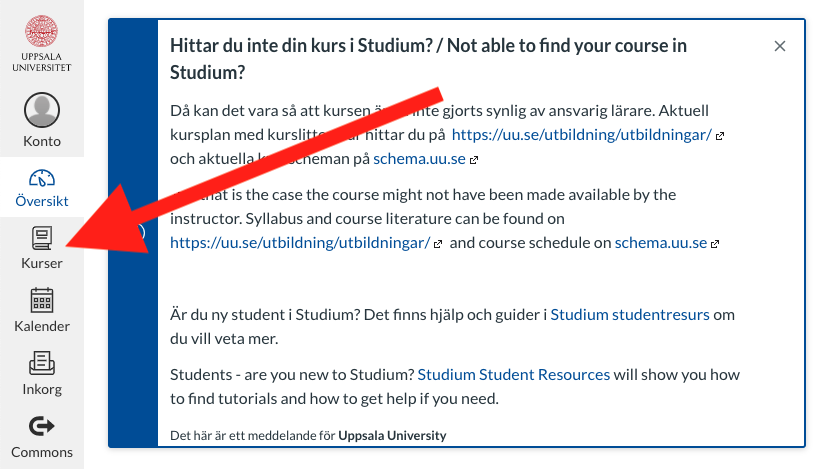 UPPSALA
UNIVERSITET
Konto
Översikt
Kurser
Kalender
Inkorg
Commons
Hittar du inte din kurs i Studium? / Not able to find your course in
Studium?
Då kan det vara så att kursen inte gjorts synlig av ansvarig lärare. Aktuell
kursplan med hittar du på https://uu.se/utbildning/utbildningar/
och aktuella på schema.uu.se
that is the case the course might not have been made available by the
instructor. Syllabus and course literature can be found on
https://uu.se/utbildning/utbildningar/ and course schedule on schema.uu.se
Är du ny student i Studium? Det finns hjälp och guider i Studium studentresurs om
du vill veta mer.
Students - are you new to Studium? Studium Student Resources will show you how
to find tutorials and how to get help if you need.
Det här är ett meddelande för Uppsala University